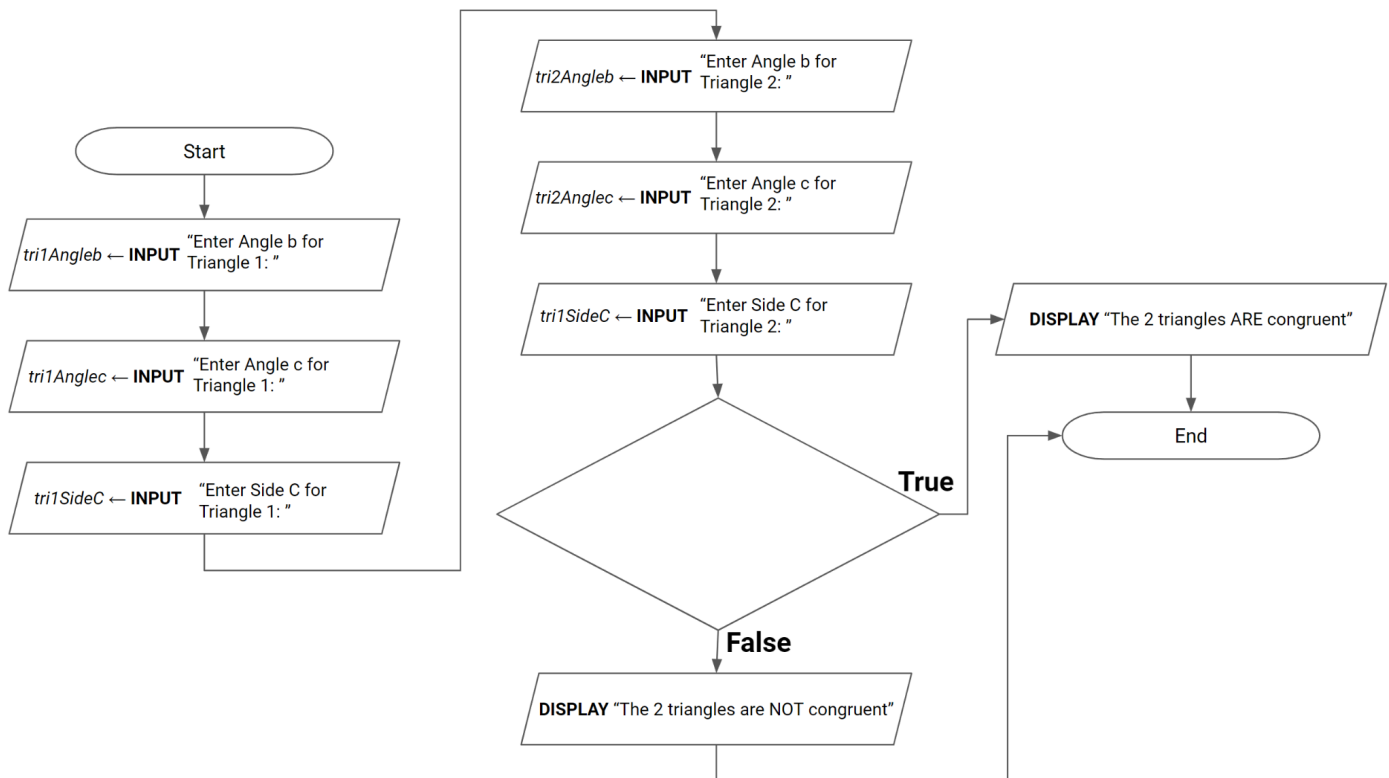 Start
tri1Angleb ← INPUT “Enter Angle b for
Triangle 1: ”
tri1Anglec ← INPUT “Enter Angle c for
Triangle 1: ”
tri1SideC ← INPUT “Enter Side C for
Triangle 1: ”
tri2Angleb ← INPUT “Enter Angle b for
Triangle 2: ”
tri2Anglec ← INPUT “Enter Angle c for
Triangle 2: ”
tri1SideC ← INPUT “Enter Side C for
Triangle 2: ”
True
False
DISPLAY “The 2 triangles are NOT congruent”
DISPLAY “The 2 triangles ARE congruent”
End